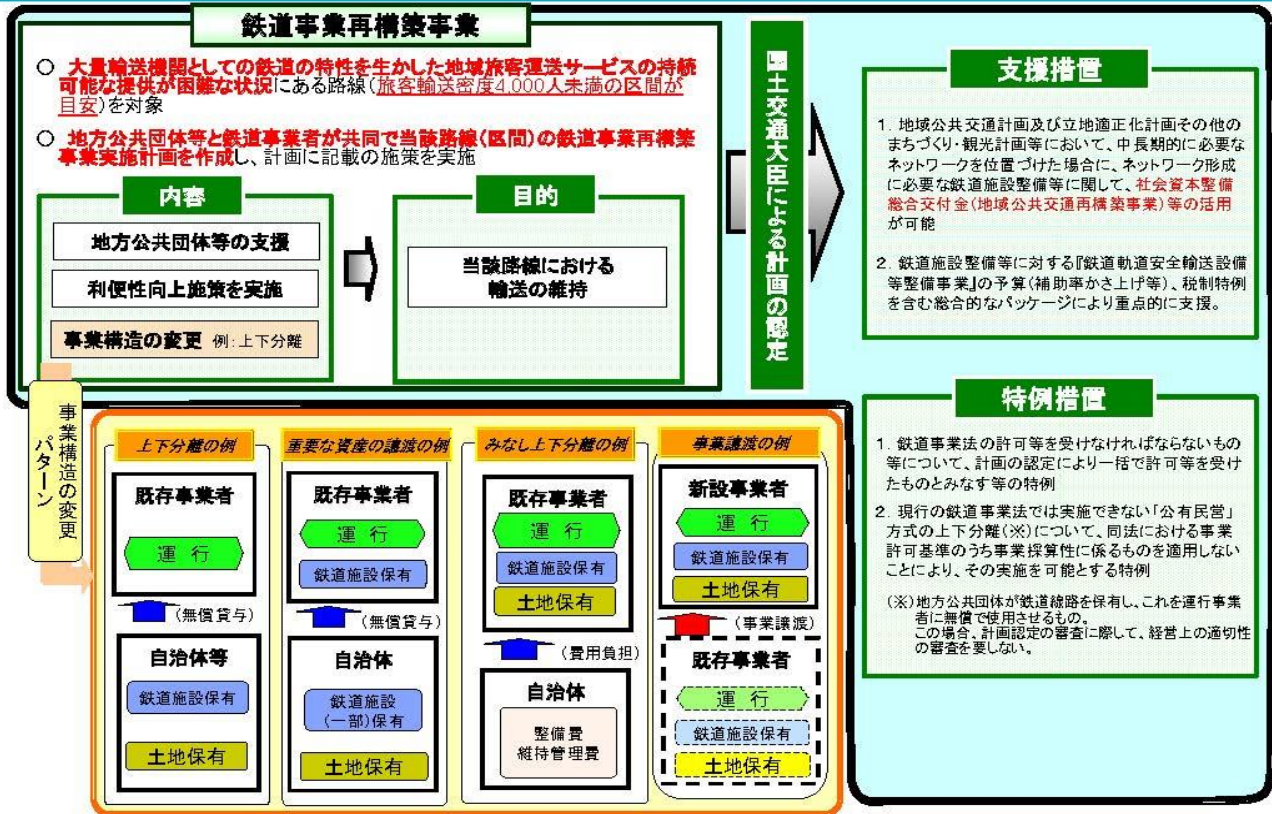 鉄道事業再構築事業
○ 大量輸送機関としての鉄道の特性を生かした地域旅客運送サービスの持続
可能な提供が困難な状況にある路線(旅客輸送密度4,000人未満の区間が
目安)を対象
○ 地方公共団体等と鉄道事業者が共同で当該路線(区間)の鉄道事業再構築
事業実施計画を作成し、計画に記載の施策を実施
内容
地方公共団体等の支援
利便性向上施策を実施
事業構造の変更 例:上下分離
目的
当該路線における
輸送の維持
国土交通大臣による計画の認定
支援措置
1. 地域公共交通計画及び立地適正化計画その他の
まちづくり・観光計画等において、中長期的に必要な
ネットワークを位置づけた場合に、ネットワーク形成
に必要な鉄道施設整備等に関して、社会資本整備
総合交付金(地域公共交通再構築事業)等の活用
が可能
2. 鉄道施設整備等に対する『鉄道軌道安全輸送設備
等整備事業』の予算(補助率かさ上げ等)、税制特例
を含む総合的なパッケージにより重点的に支援。
特例措置
1. 鉄道事業法の許可等を受けなければならないもの
等について、計画の認定により一括で許可等を受け
たものとみなす等の特例
2. 現行の鉄道事業法では実施できない「公有民営」
方式の上下分離(※)について、同法における事業
許可基準のうち事業採算性に係るものを適用しない
ことにより、その実施を可能とする特例
(※)地方公共団体が鉄道線路を保有し、これを運行事業
者に無償で使用させるもの。
この場合、計画認定の審査に際して、経営上の適切性
の審査を要しない。
事業構造の変更
パターン
上下分離の例
既存事業者
運 行
(無償貸与)
自治体等
鉄道施設保有
土地保有
重要な資産の譲渡の例
既存事業者
運 行
鉄道施設保有
(無償貸与)
自治体
鉄道施設
(一部)保有
土地保有
みなし上下分離の例
既存事業者
運 行
鉄道施設保有
土地保有
(費用負担)
自治体
整備費
維持管理費
事業譲渡の例
新設事業者
運 行
鉄道施設保有
土地保有
(事業譲渡)
既存事業者
運 行
鉄道施設保有
土地保有